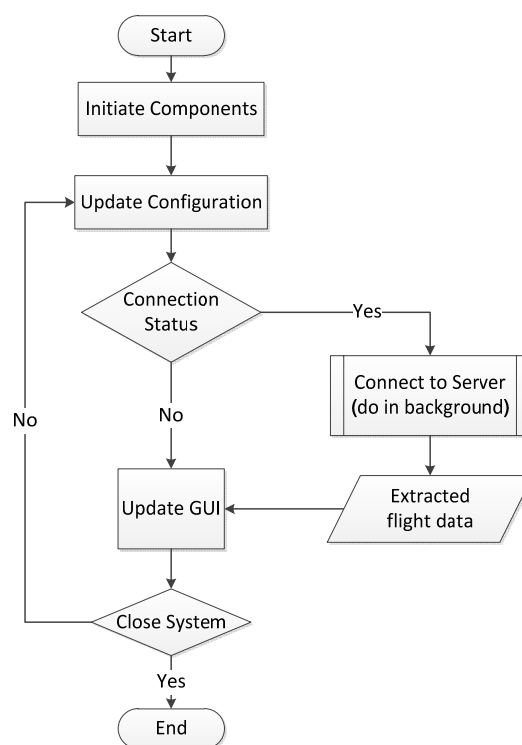 Start
Initiate Components
Update Configuration
Connection
Status
Yes
Connect to Server
(do in background)
No
No
Extracted
flight data
Update GUI
Close System
Yes
End